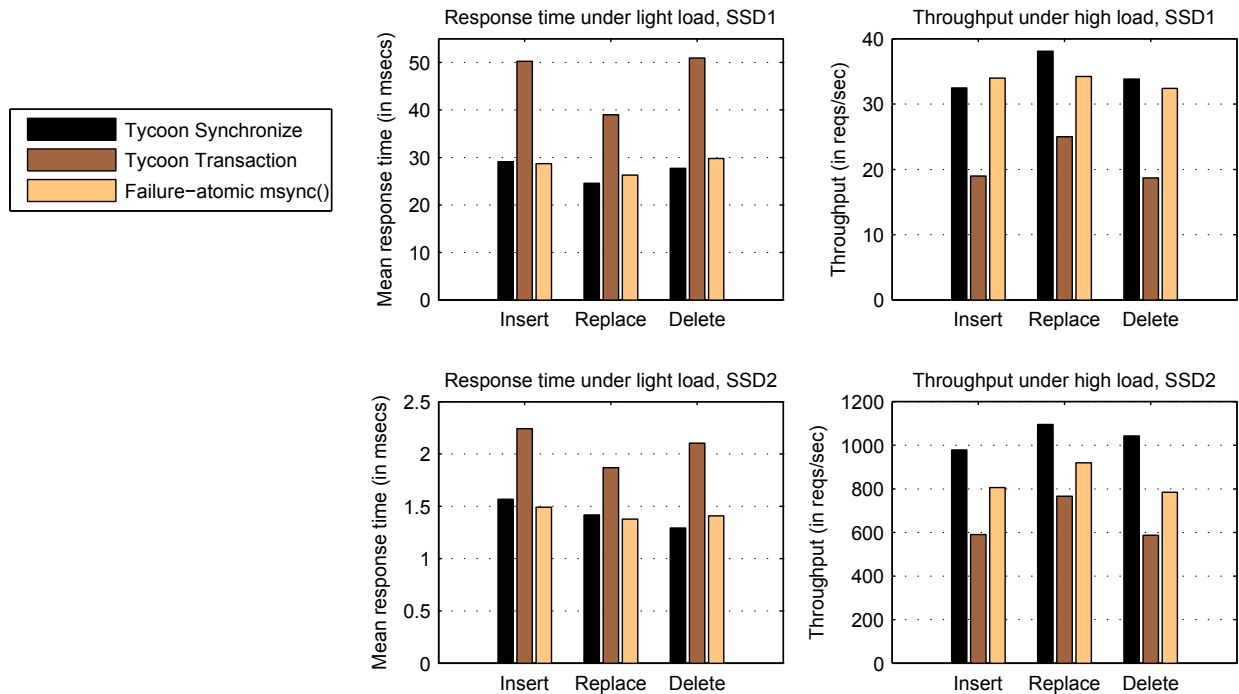 Tycoon Synchronize
Tycoon Transaction
Failure−atomic msync()
Response time under light load, SSD1
Mean response time (in msecs)
50
40
30
20
10
0
Insert Replace Delete
Throughput under high load, SSD1
Throughput (in reqs/sec)
40
30
20
10
0
Insert Replace Delete
Response time under light load, SSD2
Mean response time (in msecs)
2.5
2
1.5
1
0.5
0
Insert Replace Delete
Throughput under high load, SSD2
Throughput (in reqs/sec)
1200
1000
800
600
400
200
0
Insert Replace Delete